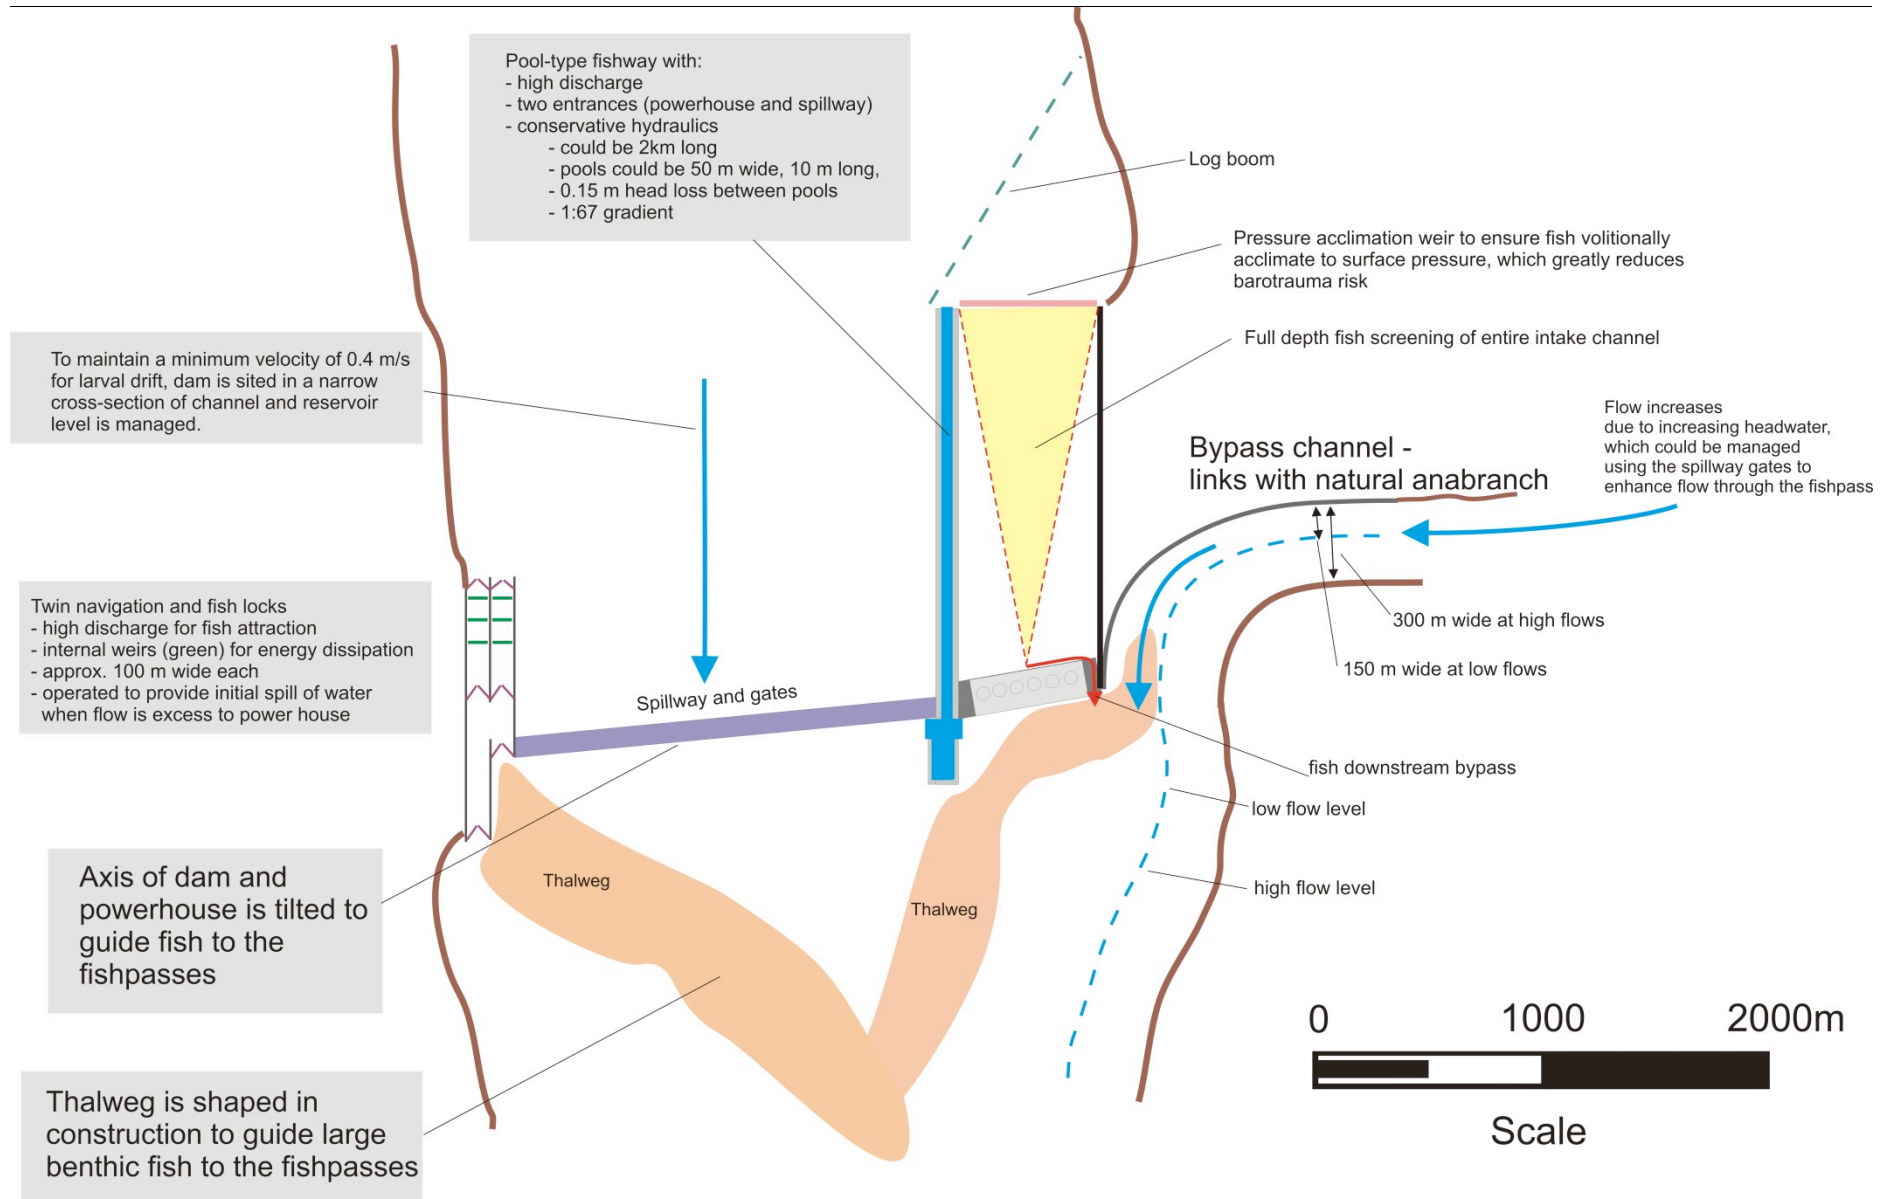 Pool-type fishway with:
- high discharge
- two entrances (powerhouse and spillway)
- conservative hydraulics
- could be 2km long
- pools could be 50 m wide, 10 m long,
- 0.15 m head loss between pools
- 1:67 gradient
Log boom
Pressure acclimation weir to ensure fish volitionally
acclimate to surface pressure, which greatly reduces
barotrauma risk
Full depth fish screening of entire intake channel
To maintain a minimum velocity of 0.4 m/s
for larval drift, dam is sited in a narrow
cross-section of channel and reservoir
level is managed.
Flow increases
due to increasing headwater,
which could be managed
using the spillway gates to
enhance flow through the fishpass
Bypass channel -
links with natural anabranch
300 m wide at high flows
150 m wide at low flows
Twin navigation and fish locks
- high discharge for fish attraction
- internal weirs (green) for energy dissipation
- approx. 100 m wide each
- operated to provide initial spill of water
when flow is excess to power house
Spillway and gates
fish downstream bypass
low flow level
high flow level
Axis of dam and
powerhouse is tilted to
guide fish to the
fishpasses
Thalweg
Thalweg
Thalweg is shaped in
construction to guide large
benthic fish to the fishpasses
0 1000 2000m
Scale